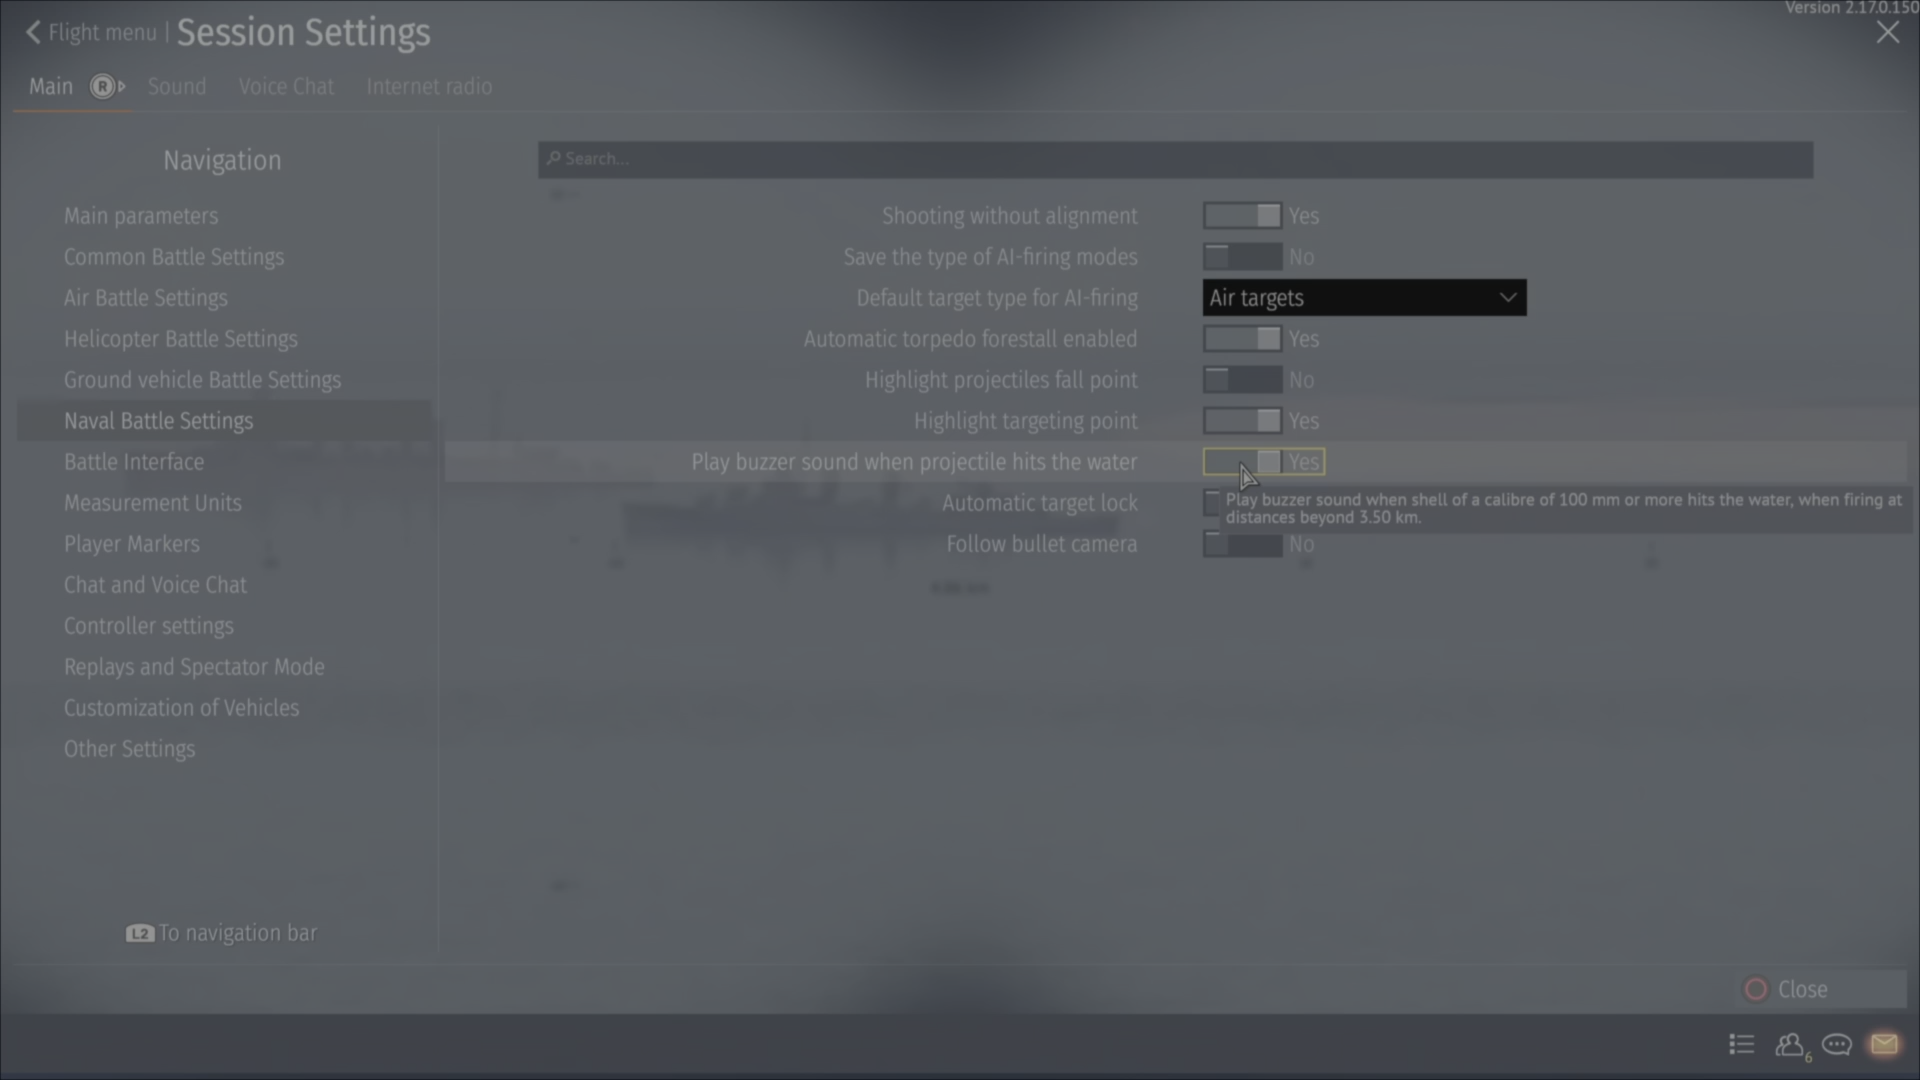 Version 2.17.0.150
Flight menu | Session Settings
Main R Sound Voice Chat Internet radio
Navigation
Search...
Main parameters
Common Battle Settings
Air Battle Settings
Helicopter Battle Settings
Ground vehicle Battle Settings
Naval Battle Settings
Battle Interface
Measurement Units
Player Markers
Chat and Voice Chat
Controller settings
Replays and Spectator Mode
Customization of Vehicles
Other Settings
L2 To navigation bar
Shooting without alignment Yes
Save the type of AI-firing modes No
Default target type for AI-firing Air targets
Automatic torpedo forestall enabled Yes
Highlight projectiles fall point No
Highlight targeting point Yes
Play buzzer sound when projectile hits the water Yes
Automatic target lock
Play buzzer sound when shell of a calibre of 100 mm or more hits the water, when firing at
distances beyond 3.50 km.
Follow bullet camera No
Close
6